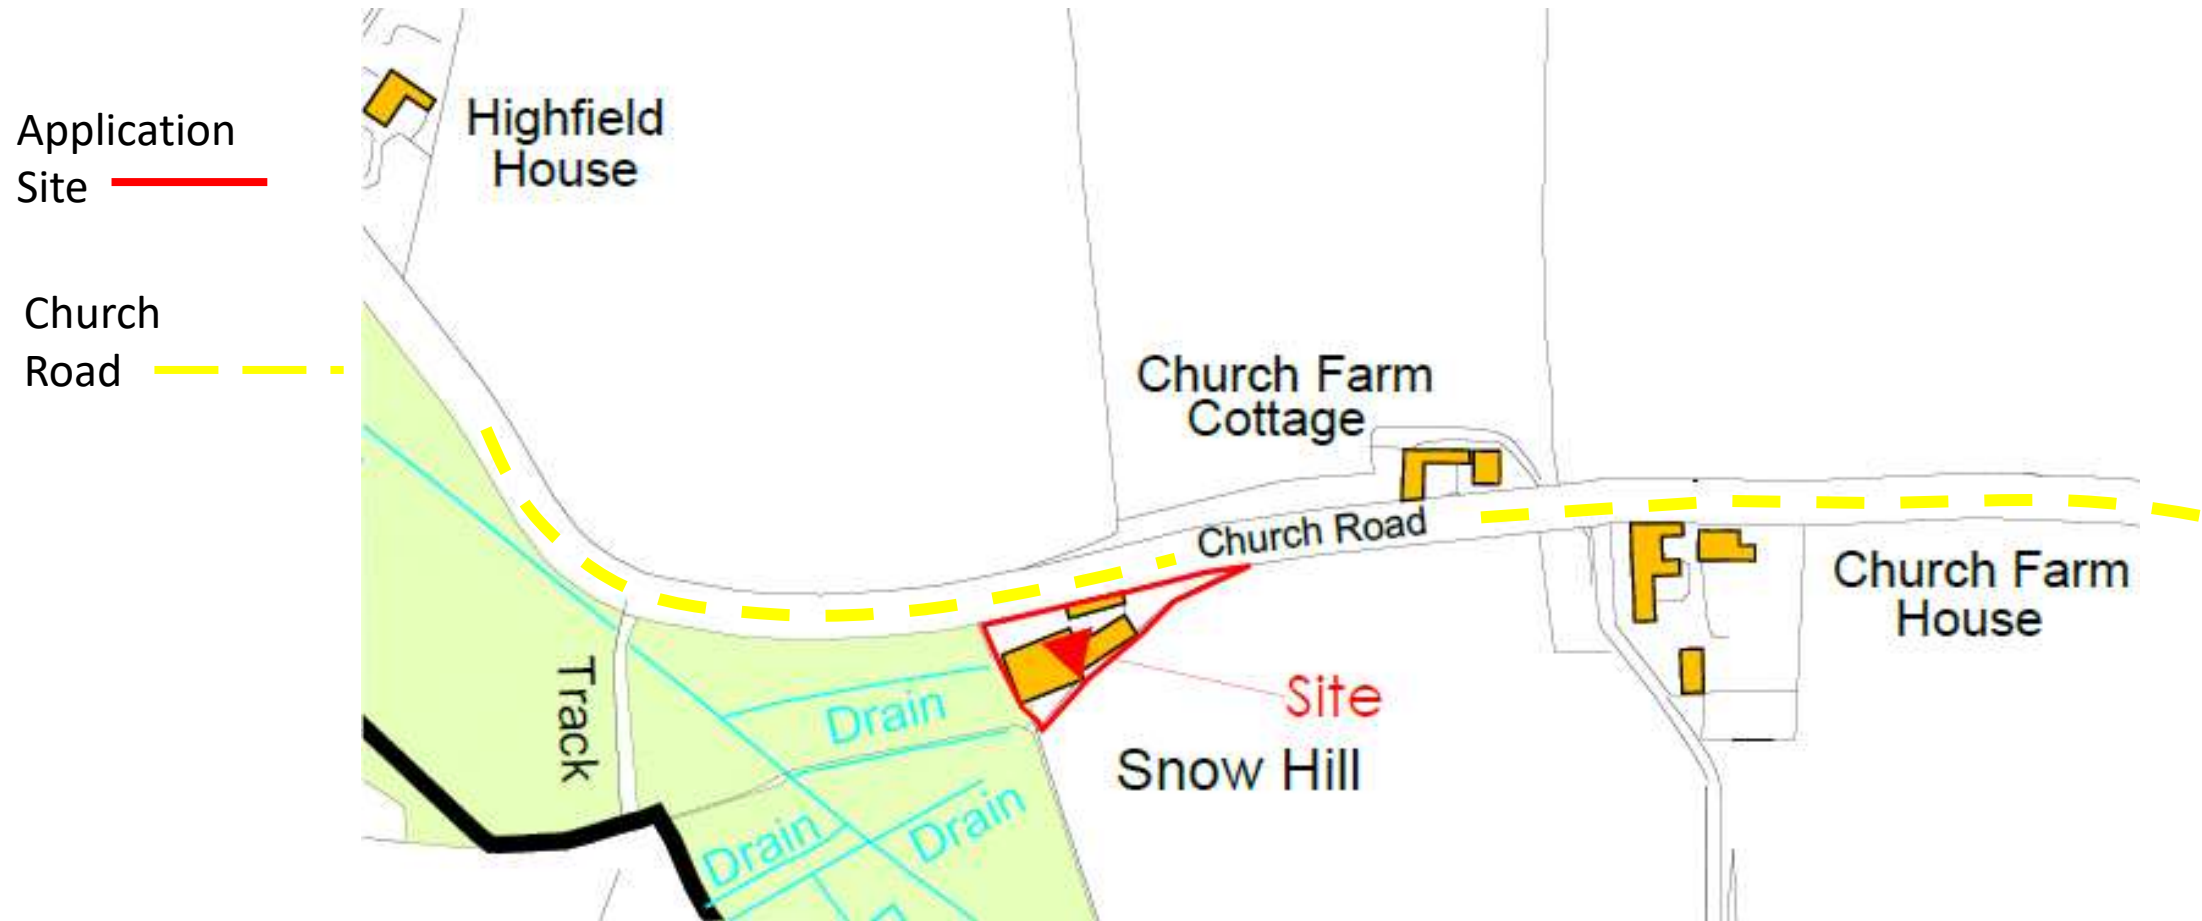 Application
Site
Church
Road
Highfield
House
Church Farm
Cottage
Church Road
Church Farm
House
Site
Snow Hill
Track
Drain
Drain
Drain